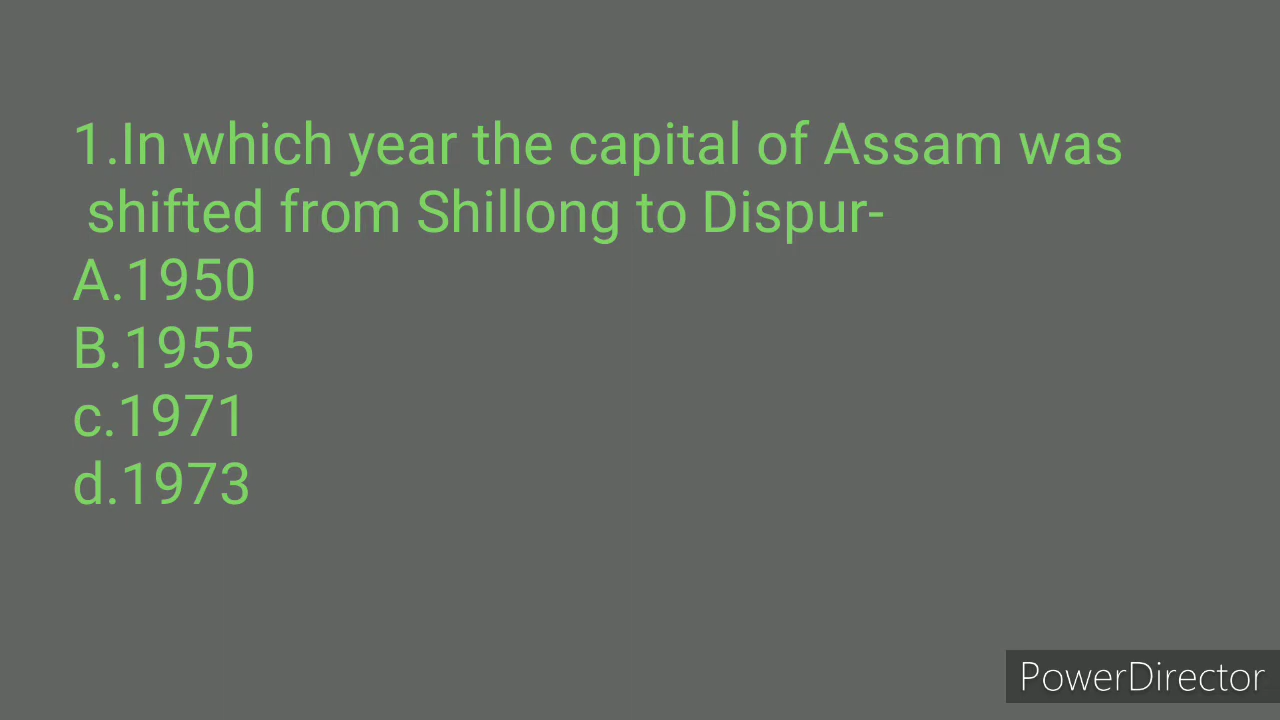 1.In which year the capital of Assam was
shifted from Shillong to Dispur-
A.1950
B.1955
c.1971
d.1973
PowerDirector